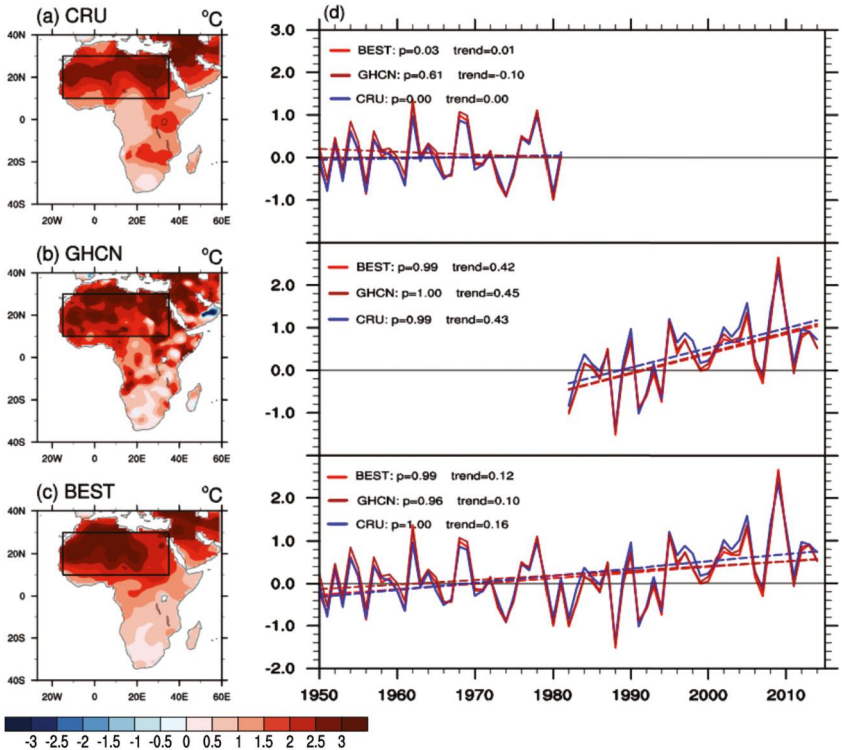 (a) CRU °C
40N
20N
0
20S
40S
20W 0 20E 40E 60E
(b) GHCN °C
40N
20N
0
20S
40S
20W 0 20E 40E 60E
(c) BEST °C
40N
20N
0
20S
40S
20W 0 20E 40E 60E
-3 -2.5 -2 -1.5 -1 -0.5 0 0.5 1 1.5 2 2.5 3
(d)
3.0
2.0
1.0
0.0
-1.0
BEST: p=0.03 trend=0.01
GHCN: p=0.61 trend=-0.10
CRU: p=0.00 trend=0.00
2.0
1.0
0.0
-1.0
BEST: p=0.99 trend=0.42
GHCN: p=1.00 trend=0.45
CRU: p=0.99 trend=0.43
2.0
1.0
0.0
-1.0
-2.0
BEST: p=0.99 trend=0.12
GHCN: p=0.96 trend=0.10
CRU: p=1.00 trend=0.16
1950 1960 1970 1980 1990 2000 2010